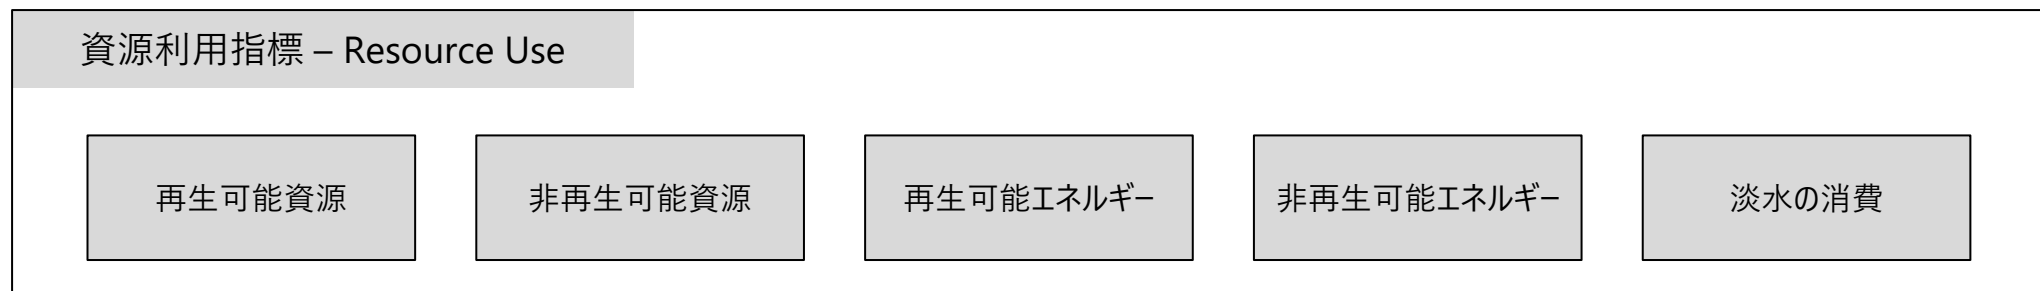 資源利用指標 – Resource Use
再生可能資源
非再生可能資源
再生可能エネルギー
非再生可能エネルギー
淡水の消費